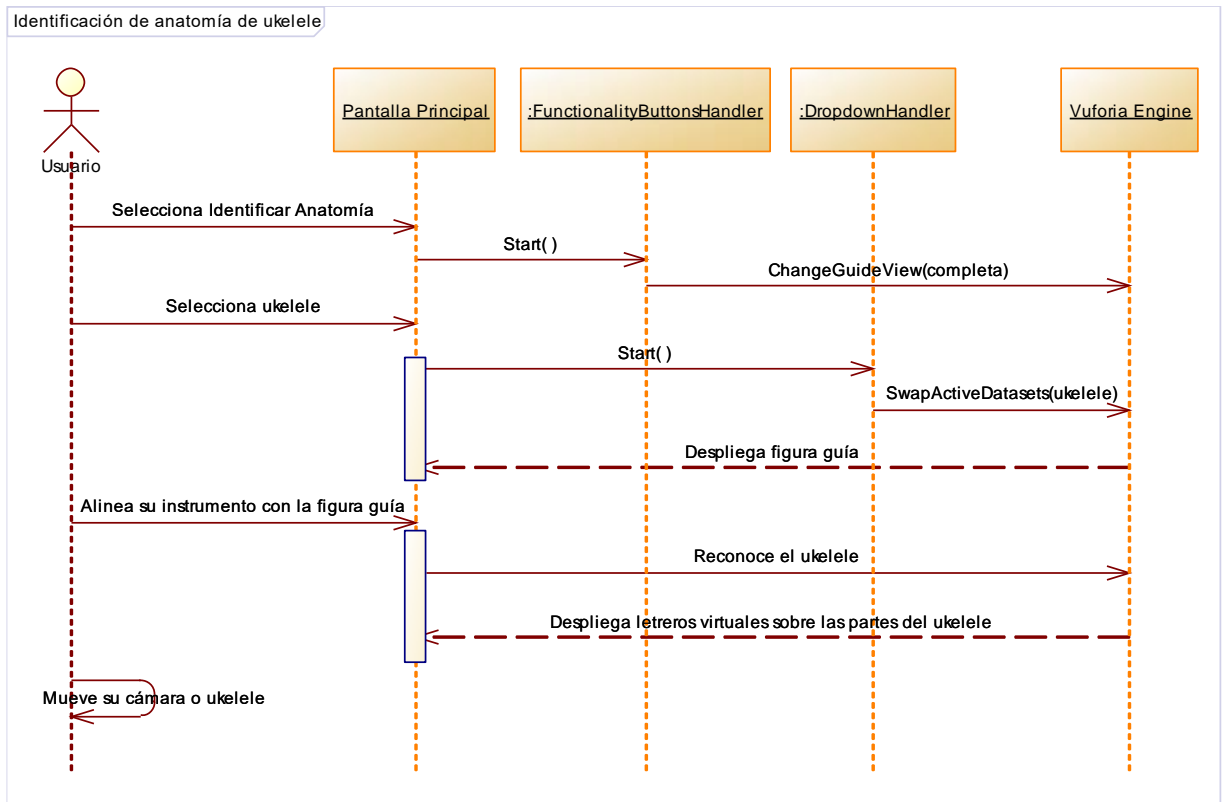 Identificación de anatomía de ukelele
Usuario
Pantalla Principal
:FunctionalityButtonsHandler
:DropdownHandler
Vuforia Engine
Selecciona Identificar Anatomía
Start( )
ChangeGuideView(completa)
Selecciona ukelele
Start( )
SwapActiveDatasets(ukelele)
Despliega figura guía
Alinea su instrumento con la figura guía
Reconoce el ukelele
Despliega letreros virtuales sobre las partes del ukelele
Mueve su cámara o ukelele